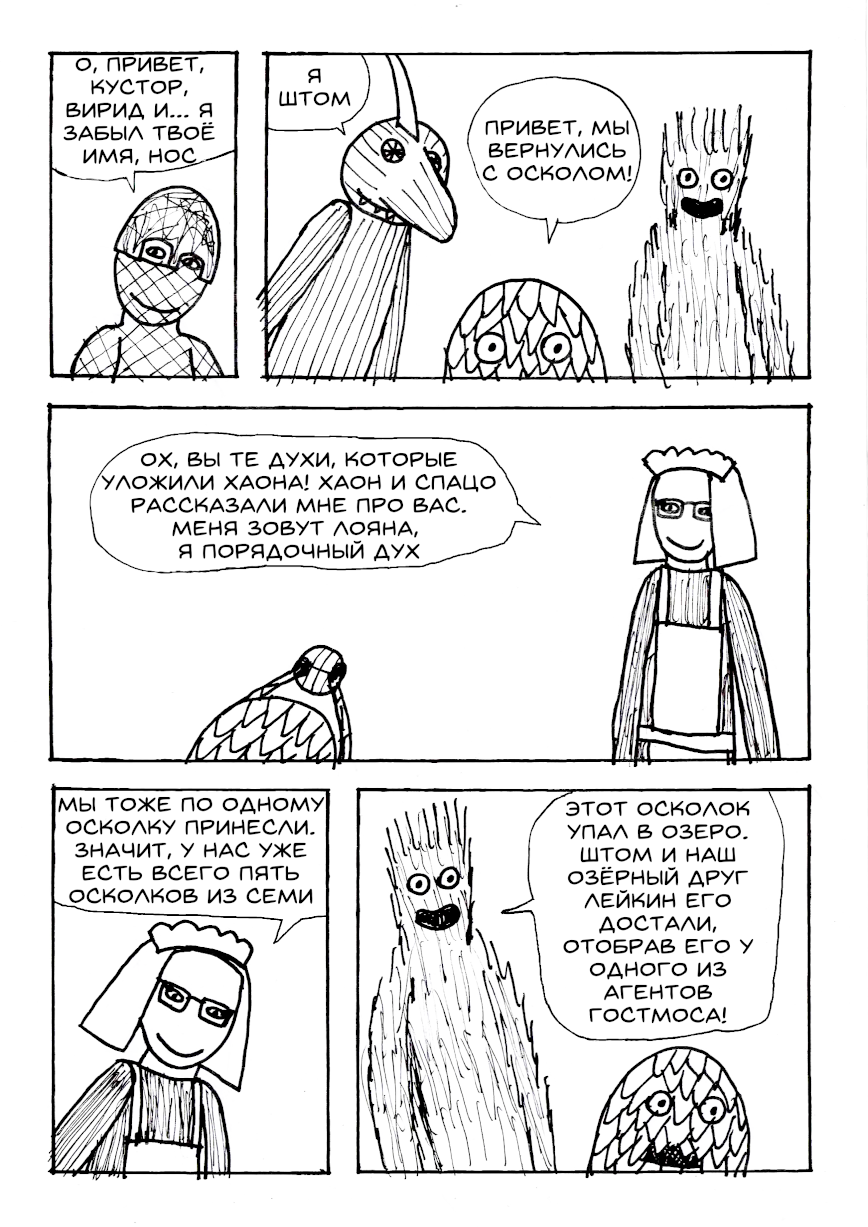 О, ПРИВЕТ,
КУСТОР,
ВИРИД И... Я
ЗАБЫЛ ТВОЁ
ИМЯ, НОС
Я
ШТОМ
ПРИВЕТ, МЫ
ВЕРНУЛИСЬ
С ОСКОЛОМ!
ОХ, ВЫ ТЕ ДУХИ, КОТОРЫЕ
УЛОЖИЛИ ХАОНА! ХАОН И СПАЦО
РАССКАЗАЛИ МНЕ ПРО ВАС.
МЕНЯ ЗОВУТ ЛОЯНА,
Я ПОРЯДОЧНЫЙ ДУХ
МЫ ТОЖЕ ПО ОДНОМУ
ОСКОЛКУ ПРИНЕСЛИ.
ЗНАЧИТ, У НАС УЖЕ
ЕСТЬ ВСЕГО ПЯТЬ
ОСКОЛКОВ ИЗ СЕМИ
ЭТОТ ОСКОЛОК
УПАЛ В ОЗЕРО.
ШТОМ И НАШ
ОЗЁРНЫЙ ДРУГ
ЛЕЙКИН ЕГО
ДОСТАЛИ,
ОТОБРАВ ЕГО У
ОДНОГО ИЗ
АГЕНТОВ
ГОСТМОСА!